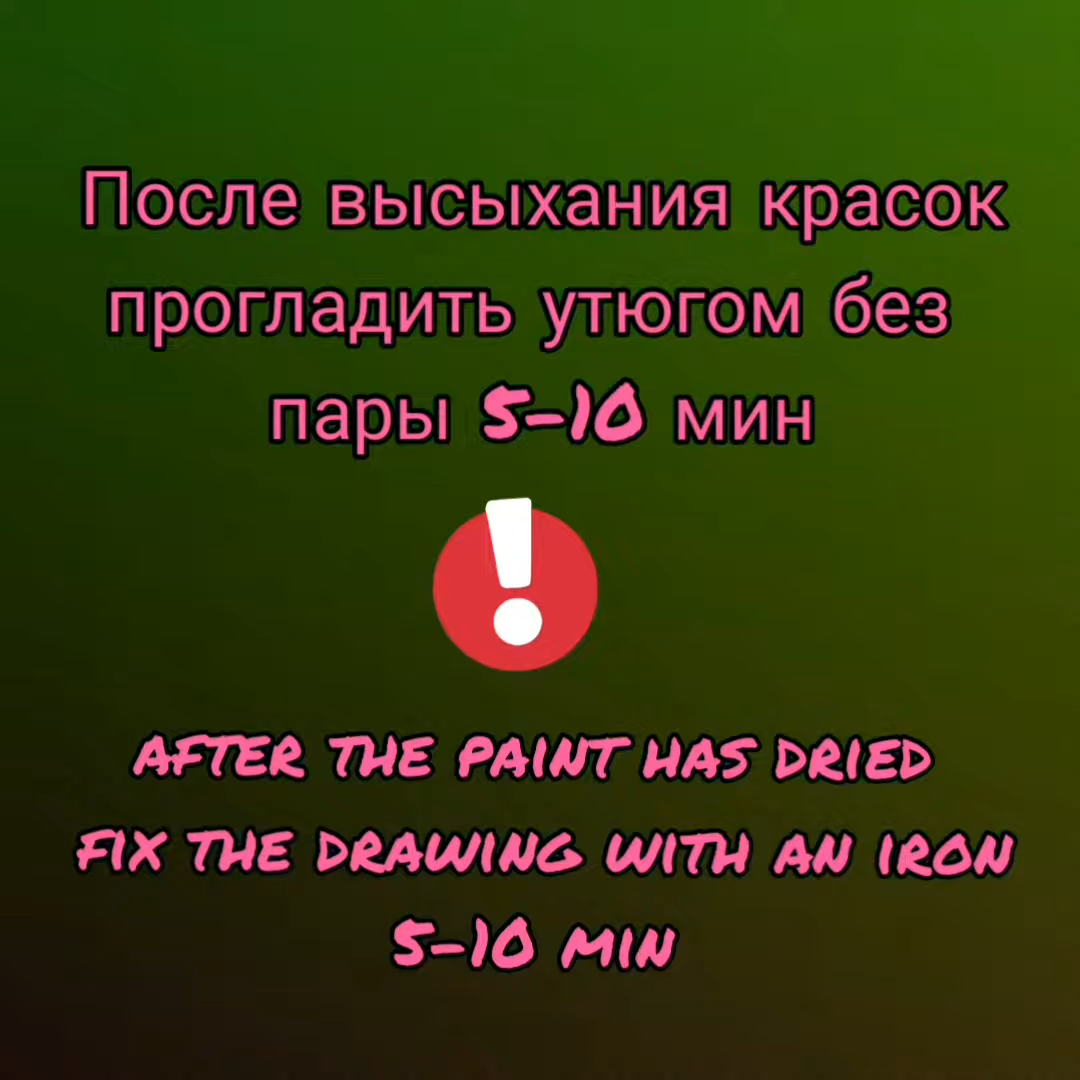 После высыхания красок
прогладить утюгом без
пары 5-10 мин
AFTER THE PAINT HAS DRIED
FIX THE DRAWING WITH AN IRON
5-10 MIN